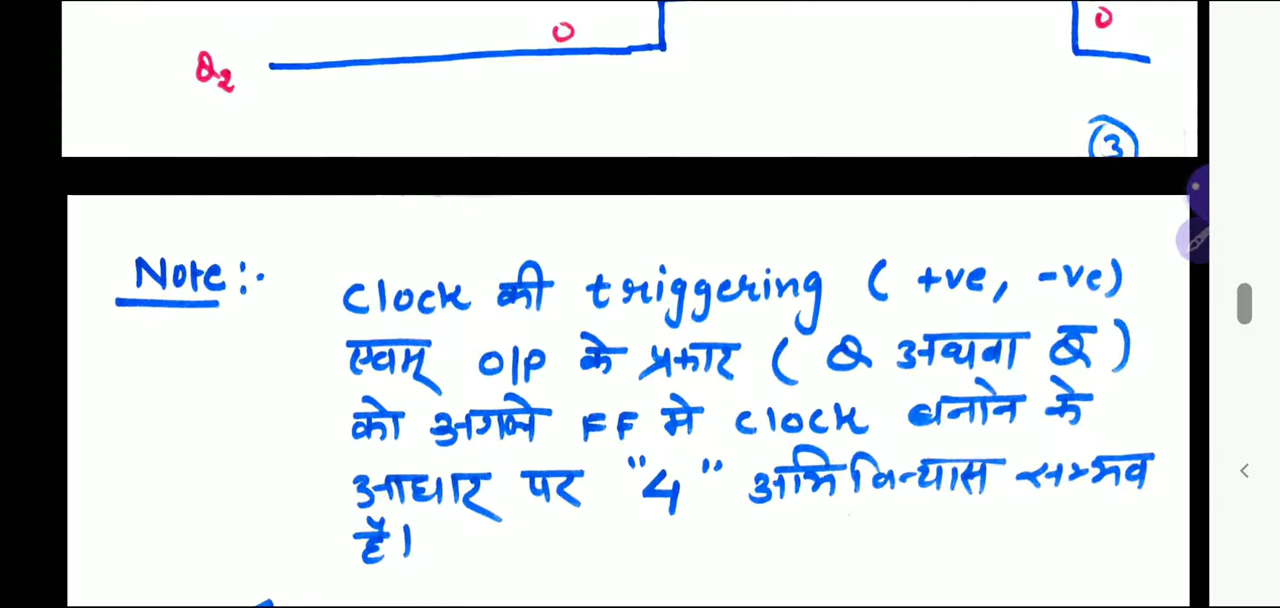 0
0
Q₂
3
Note :-
Clock की triggering ( +ve, -ve)
एवम् O/P के प्रकार ( Q अथवा Q̅ )
को अगले FF मे clock बनाने के
आधार पर "4" अभिविन्यास सम्भव
हैं।